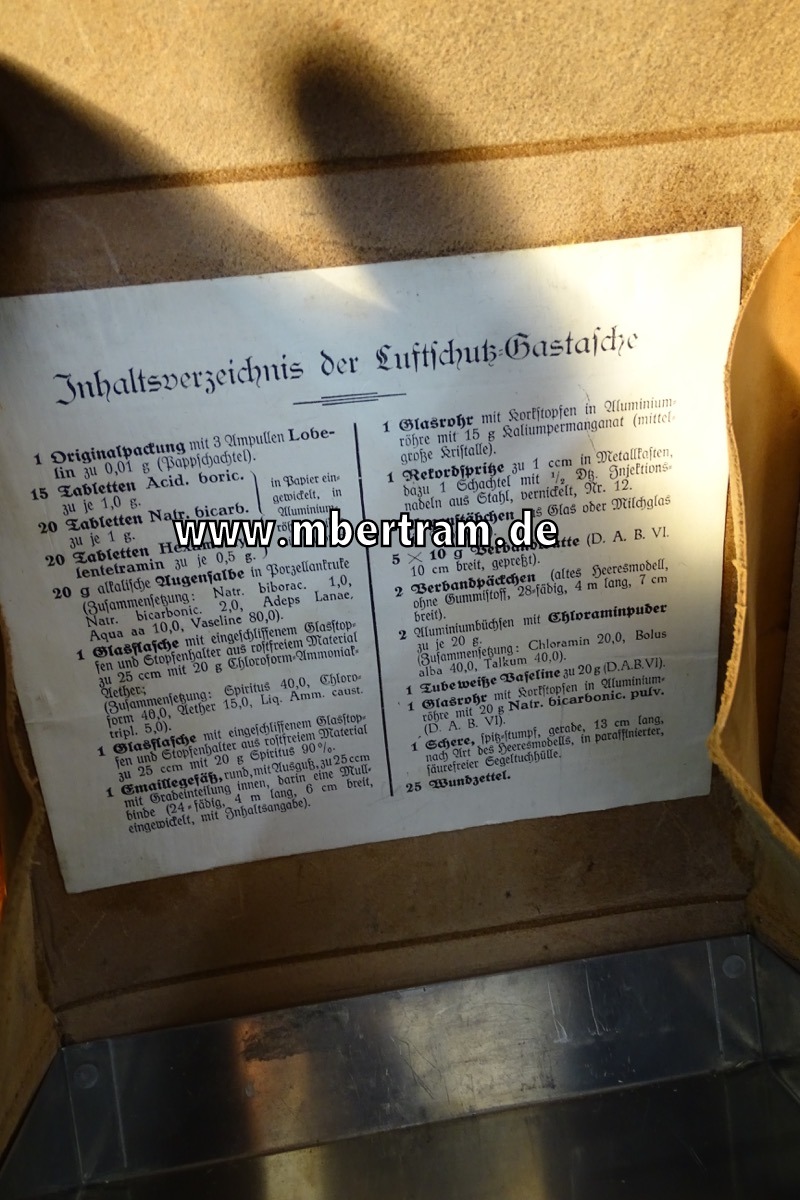 Inhaltsverzeichnis der Luftschutz-Gastasche
1 Originalpackung mit 3 Ampullen Lobe-
lin zu 0,01 g (Pappschachtel).
15 Tabletten Acid. boric.
zu je 1,0 g.
20 Tabletten Natr. bicarb.
zu je 1 g.
20 Tabletten
lentetramin zu je 0,5 g.
in Papier ein-
gewickelt, in
Aluminium-
20 g alkalische Augensalbe in Porzellankruke
(Zusammensetzung: Natr. biborac. 1,0,
Natr. bicarbonic. 2,0, Adeps Lanae,
Aqua aa 10,0, Vaseline 80,0).
1 Glasflasche mit eingeschliffenem Glasstop-
fen und Stopfenhalter aus rostfreiem Material
zu 25 ccm mit 20 g Chloroform-Ammoniak-
Aether;
(Zusammensetzung: Spiritus 40,0, Chloro-
form 40,0, Aether 15,0, Liq. Amm. caust.
tripl. 5,0).
1 Glasflasche mit eingeschliffenem Glasstop-
fen und Stopfenhalter aus rostfreiem Material
zu 25 ccm mit 20 g Spiritus 90%.
1 Emaillegefäß, rund, mit Ausguß, zu 25 ccm
mit Gradeinteilung innen, darin eine Mull-
binde (24-fädig, 4 m lang, 6 cm breit,
eingewickelt, mit Inhaltsangabe).
1 Glasrohr mit Korkstopfen in Aluminium-
röhre mit 15 g Kaliumpermanganat (mittel-
große Kristalle).
1 Rekordspritze zu 1 ccm in Metallkasten,
dazu 1 Schachtel mit 1/2 Dtz. Injektions-
nadeln aus Stahl, vernickelt, Nr. 12.
aus Glas oder Milchglas
www.mbertram.de
5 × 10 g Verbandwatte (D. A. B. VI.
10 cm breit, gepreßt).
2 Verbandpäckchen (altes Heeresmodell,
ohne Gummistoff, 28-fädig, 4 m lang, 7 cm
breit).
2 Aluminiumbüchsen mit Chloraminpuder
zu je 20 g.
(Zusammensetzung: Chloramin 20,0, Bolus
alba 40,0, Talkum 40,0).
1 Tube weiße Vaseline zu 20 g (D.A.B.VI).
1 Glasrohr mit Korkstopfen in Aluminium-
röhre mit 20 g Natr. bicarbonic. pulv.
(D. A. B. VI).
1 Schere, spitz-stumpf, gerade, 13 cm lang,
nach Art des Heeresmodells, in paraffinierter,
säurefreier Segeltuchhülle.
25 Wundzettel.